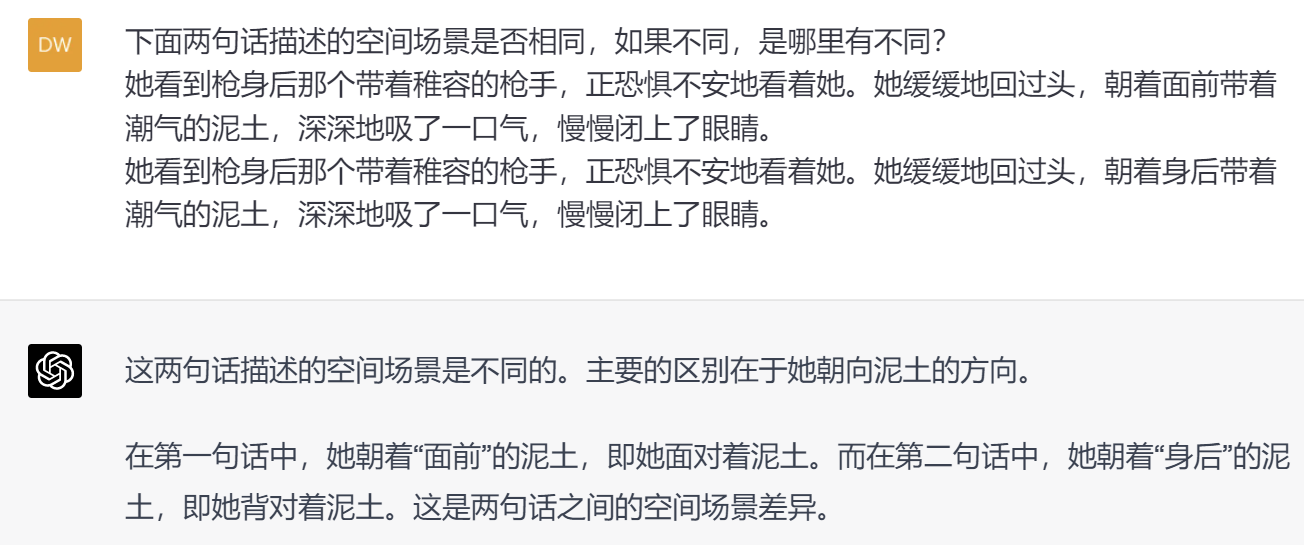 DW
下面两句话描述的空间场景是否相同，如果不同，是哪里有不同？
她看到枪身后那个带着稚容的枪手，正恐惧不安地看着她。她缓缓地回过头，朝着面前带着
潮气的泥土，深深地吸了一口气，慢慢闭上了眼睛。
她看到枪身后那个带着稚容的枪手，正恐惧不安地看着她。她缓缓地回过头，朝着身后带着
潮气的泥土，深深地吸了一口气，慢慢闭上了眼睛。
这两句话描述的空间场景是不同的。主要的区别在于她朝向泥土的方向。
在第一句话中，她朝着“面前”的泥土，即她面对着泥土。而在第二句话中，她朝着“身后”的泥
土，即她背对着泥土。这是两句话之间的空间场景差异。